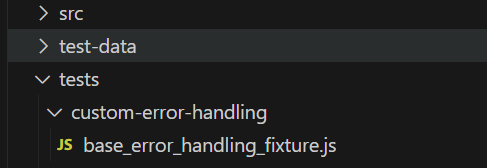 src
test-data
tests
custom-error-handling
JS base_error_handling_fixture.js